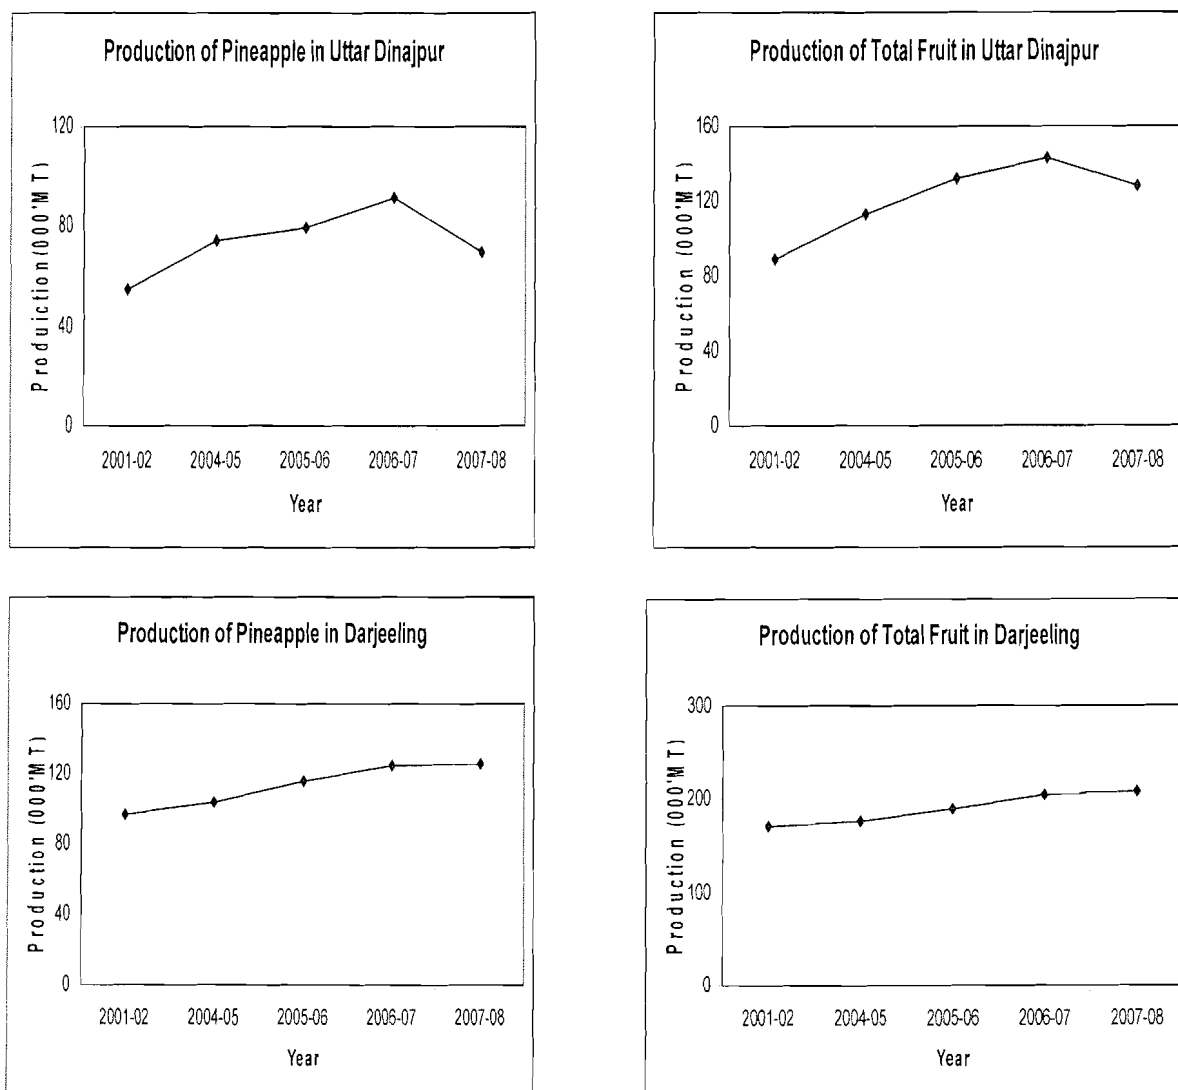 Production of Pineapple in Uttar Dinajpur
Produiction (000'M T)
120
80
40
0
2001-02 2004-05 2005-06 2006-07 2007-08
Year
Production of Total Fruit in Uttar Dinajpur
Production (000'M T)
160
120
80
40
0
2001-02 2004-05 2005-06 2006-07 2007-08
Year
Production of Pineapple in Darjeeling
Production (000'M T)
160
120
80
40
0
2001-02 2004-05 2005-06 2006-07 2007-08
Year
Production of Total Fruit in Darjeeling
Production (000'M T)
300
200
100
0
2001-02 2004-05 2005-06 2006-07 2007-08
Year